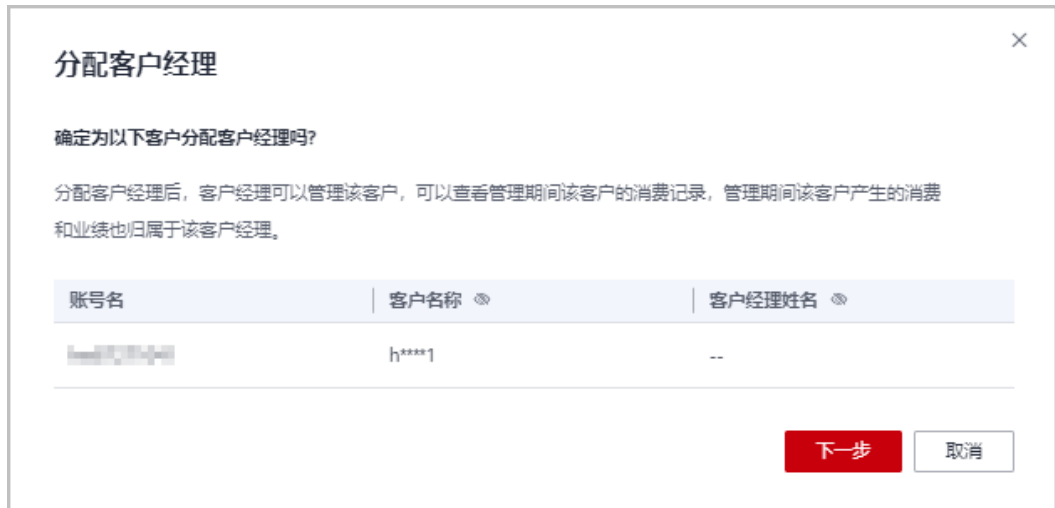 分配客户经理
确定为以下客户分配客户经理吗?
分配客户经理后，客户经理可以管理该客户，可以查看管理期间该客户的消费记录，管理期间该客户产生的消费
和业绩也归属于该客户经理。
账号名 客户名称 客户经理姓名
h****1 --
下一步 取消